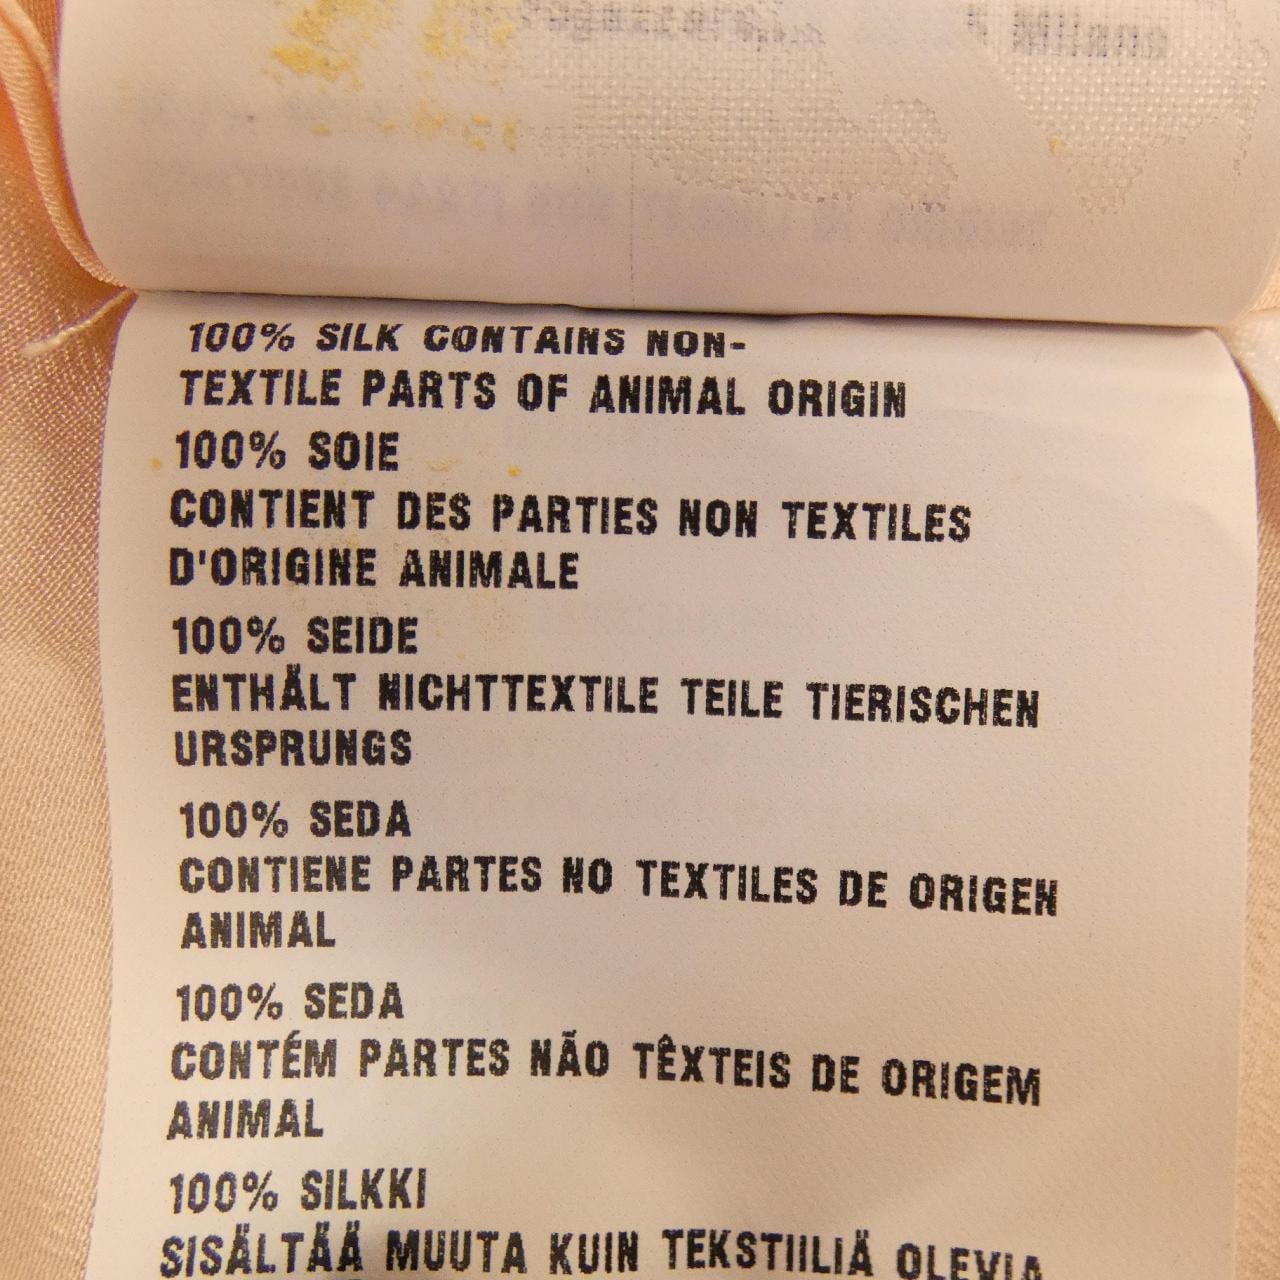 100% SILK CONTAINS NON-
TEXTILE PARTS OF ANIMAL ORIGIN
100% SOIE
CONTIENT DES PARTIES NON TEXTILES
D'ORIGINE ANIMALE
100% SEIDE
ENTHÄLT NICHTTEXTILE TEILE TIERISCHEN
URSPRUNGS
100% SEDA
CONTIENE PARTES NO TEXTILES DE ORIGEN
ANIMAL
100% SEDA
CONTÉM PARTES NÃO TÊXTEIS DE ORIGEM
ANIMAL
100% SILKKI
SISÄLTÄÄ MUUTA KUIN TEKSTIILIÄ OLEVIA